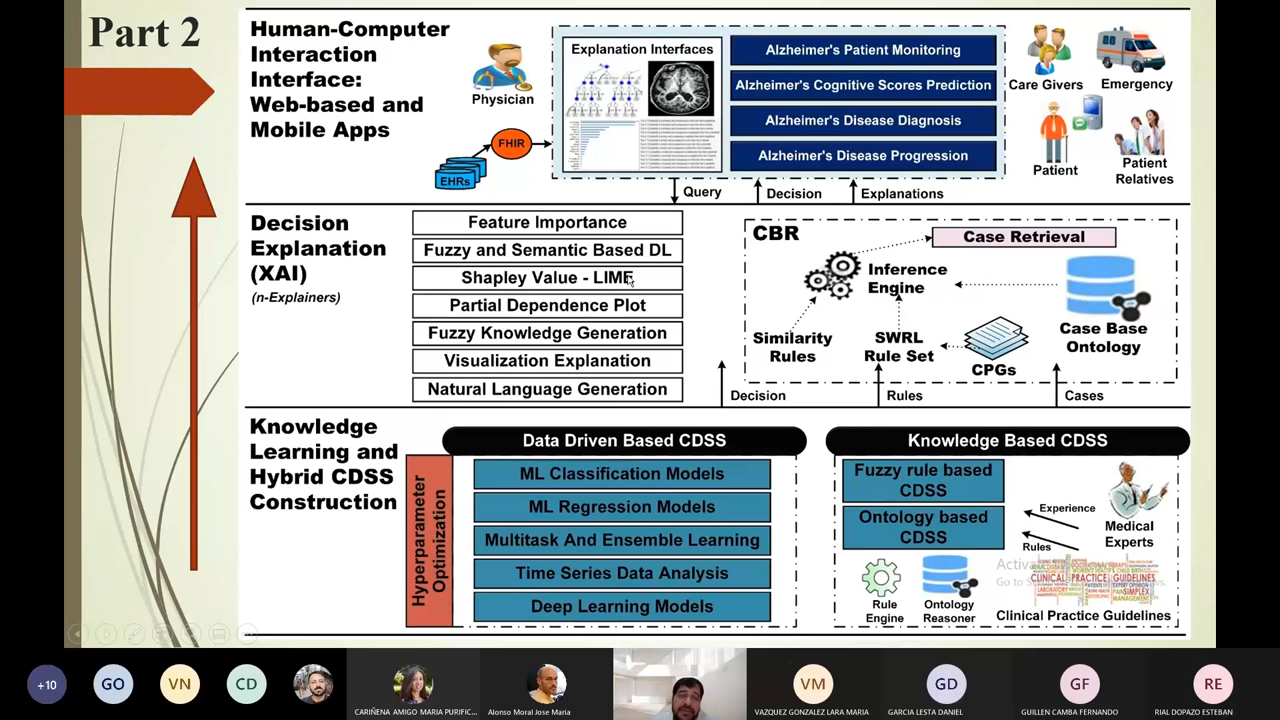 Part 2
Human-Computer
Interaction
Interface:
Web-based and
Mobile Apps
Physician
EHRs
FHIR
Explanation Interfaces
Alzheimer's Patient Monitoring
Alzheimer's Cognitive Scores Prediction
Alzheimer's Disease Diagnosis
Alzheimer's Disease Progression
Care Givers
Emergency
Patient
Patient
Relatives
Query
Decision
Explanations
Decision
Explanation
(XAI)
(n-Explainers)
Feature Importance
Fuzzy and Semantic Based DL
Shapley Value - LIME
Partial Dependence Plot
Fuzzy Knowledge Generation
Visualization Explanation
Natural Language Generation
CBR
Case Retrieval
Inference
Engine
Similarity
Rules
SWRL
Rule Set
CPGs
Case Base
Ontology
Decision
Rules
Cases
Knowledge
Learning and
Hybrid CDSS
Construction
Hyperparameter
Optimization
Data Driven Based CDSS
ML Classification Models
ML Regression Models
Multitask And Ensemble Learning
Time Series Data Analysis
Deep Learning Models
Knowledge Based CDSS
Fuzzy rule based
CDSS
Ontology based
CDSS
Experience
Rules
Medical
Experts
Rule
Engine
Ontology
Reasoner
CLINICAL PRACTICE GUIDELINES
Clinical Practice Guidelines
+10
GO
VN
CD
CARIÑENA AMIGO MARIA PURIFIC...
Alonso Moral Jose Maria
VM
VAZQUEZ GONZALEZ LARA MARIA
GD
GARCIA LESTA DANIEL
GF
GUILLEN CAMBA FERNANDO
RE
RIAL DOPAZO ESTEBAN